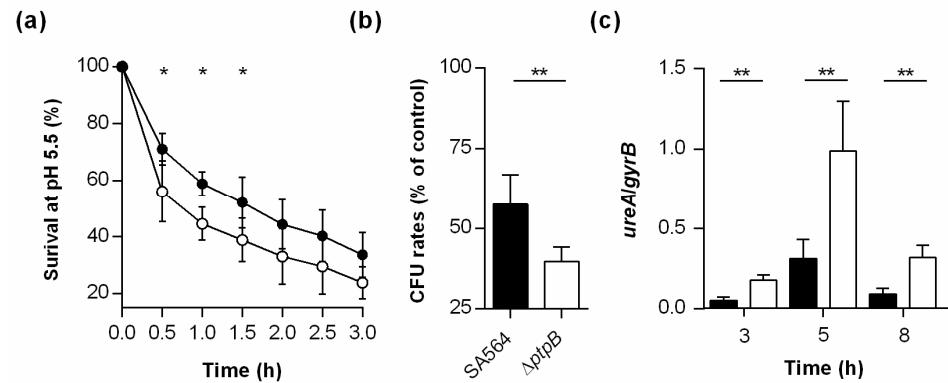 (a)
Surival at pH 5.5 (%)
100
80
60
40
20
* * *
0.0 0.5 1.0 1.5 2.0 2.5 3.0
Time (h)
(b)
CFU rates (% of control)
100
75
50
25
**
SA564
ΔptpB
(c)
ureA/gyrB
1.5
1.0
0.5
0.0
** ** **
3 5 8
Time (h)